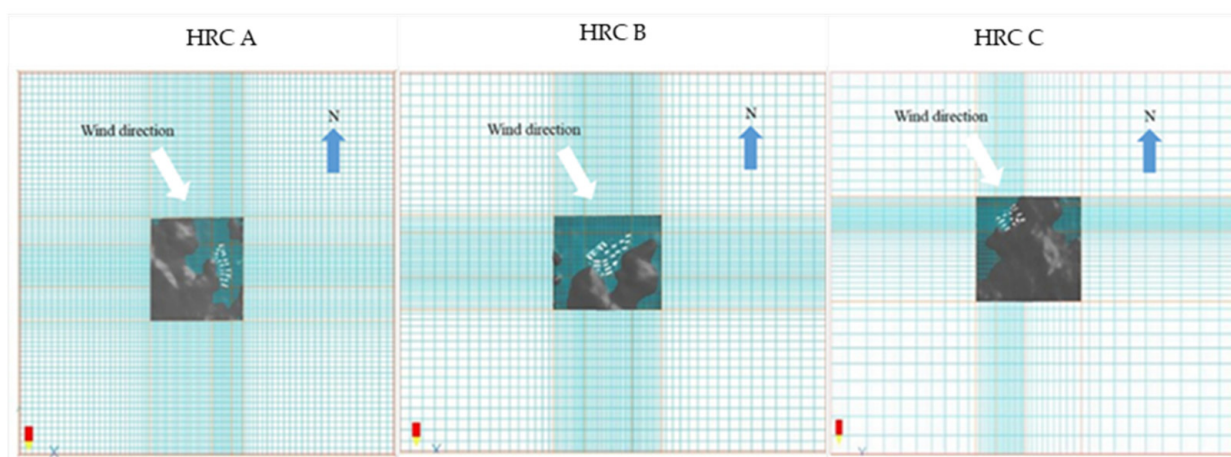 HRC A
HRC B
HRC C
Wind direction
N
Wind direction
N
Wind direction
N
X